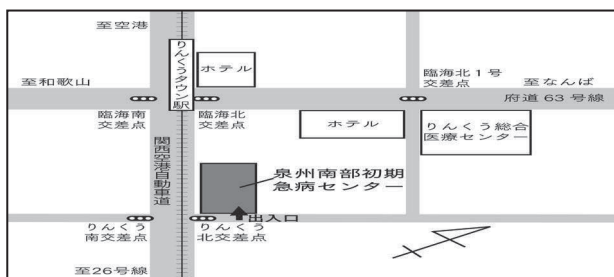 至空港
りんくうタウン駅
ホテル
至和歌山
臨海北1号
交差点
至なんば
府道63号線
臨海南
交差点
臨海北
交差点
ホテル
りんくう総合
医療センター
関西空港自動車道
泉州南部初期
急病センター
出入口
りんくう
南交差点
りんくう
北交差点
至26号線